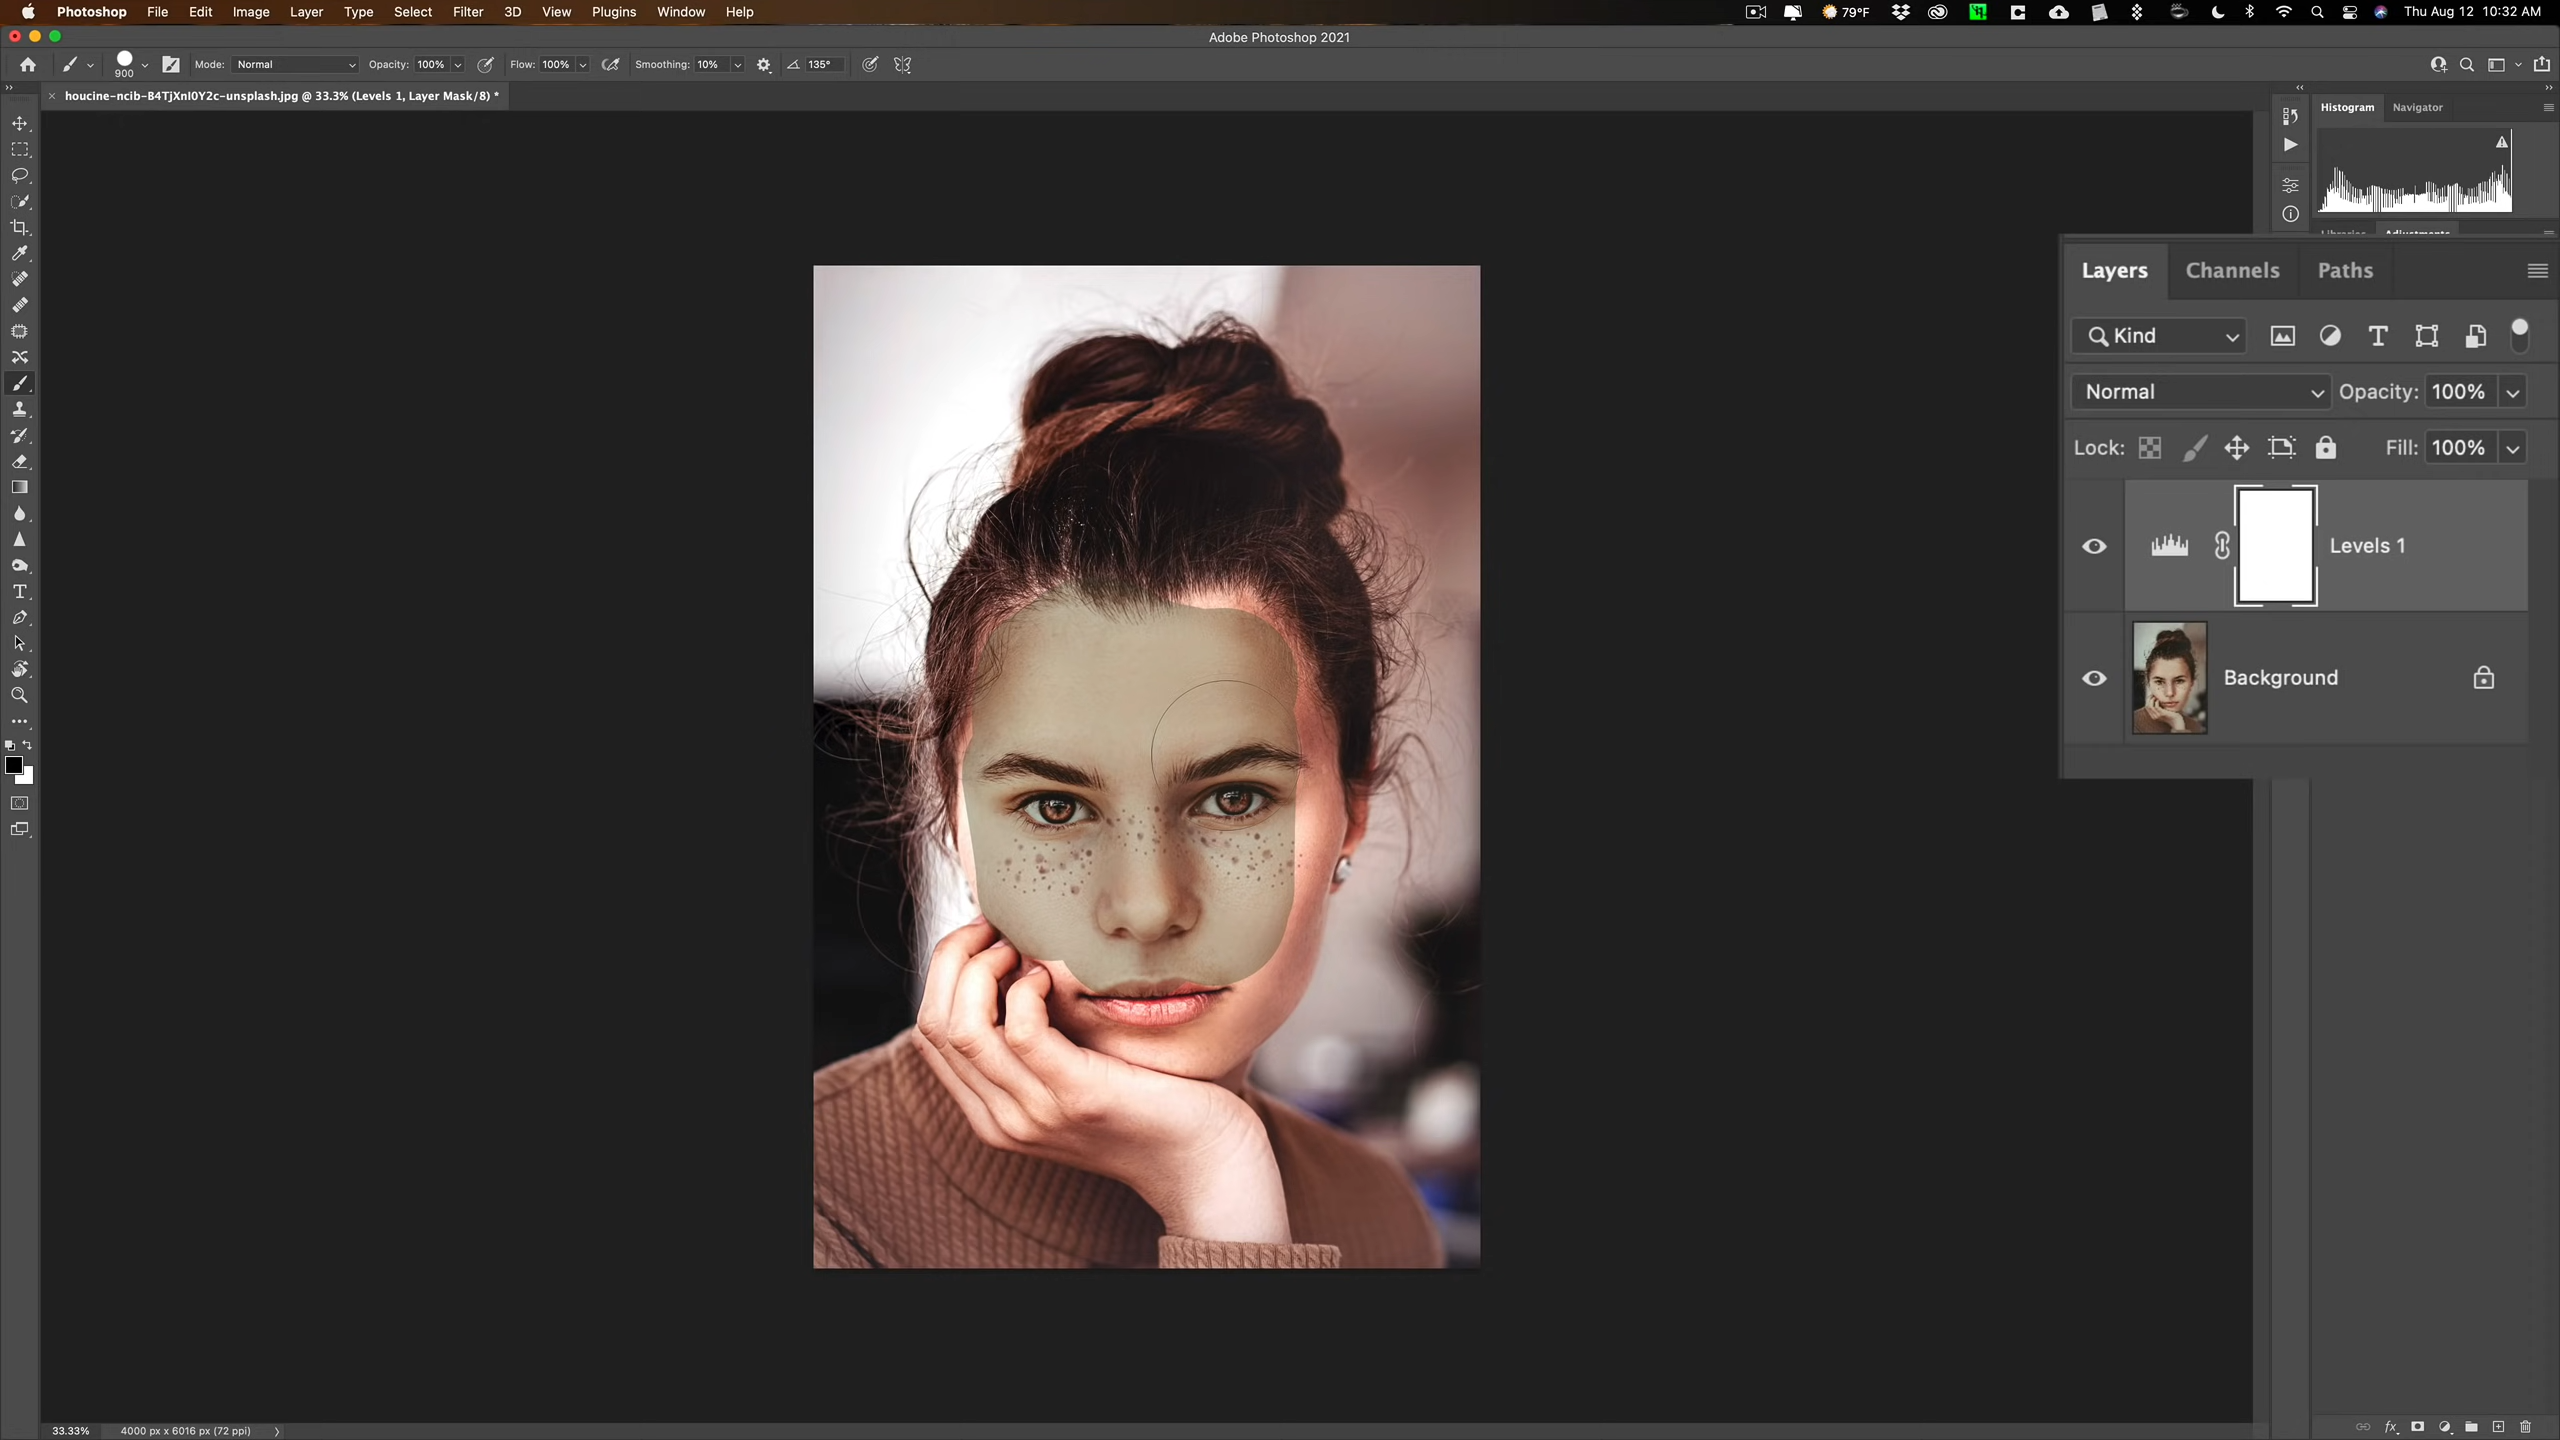 Photoshop File Edit Image Layer Type Select Filter 3D View Plugins Window Help 79°F Thu Aug 12 10:32 AM
Adobe Photoshop 2021
900 Mode: Normal Opacity: 100% Flow: 100% Smoothing: 10% 135°
houcine-ncib-B4TjXnI0Y2c-unsplash.jpg @ 33.3% (Levels 1, Layer Mask/8) *
Histogram Navigator
Libraries Adjustments
Layers Channels Paths
Kind
Normal Opacity: 100%
Lock: Fill: 100%
Levels 1
Background
33.33% 4000 px x 6016 px (72 ppi)